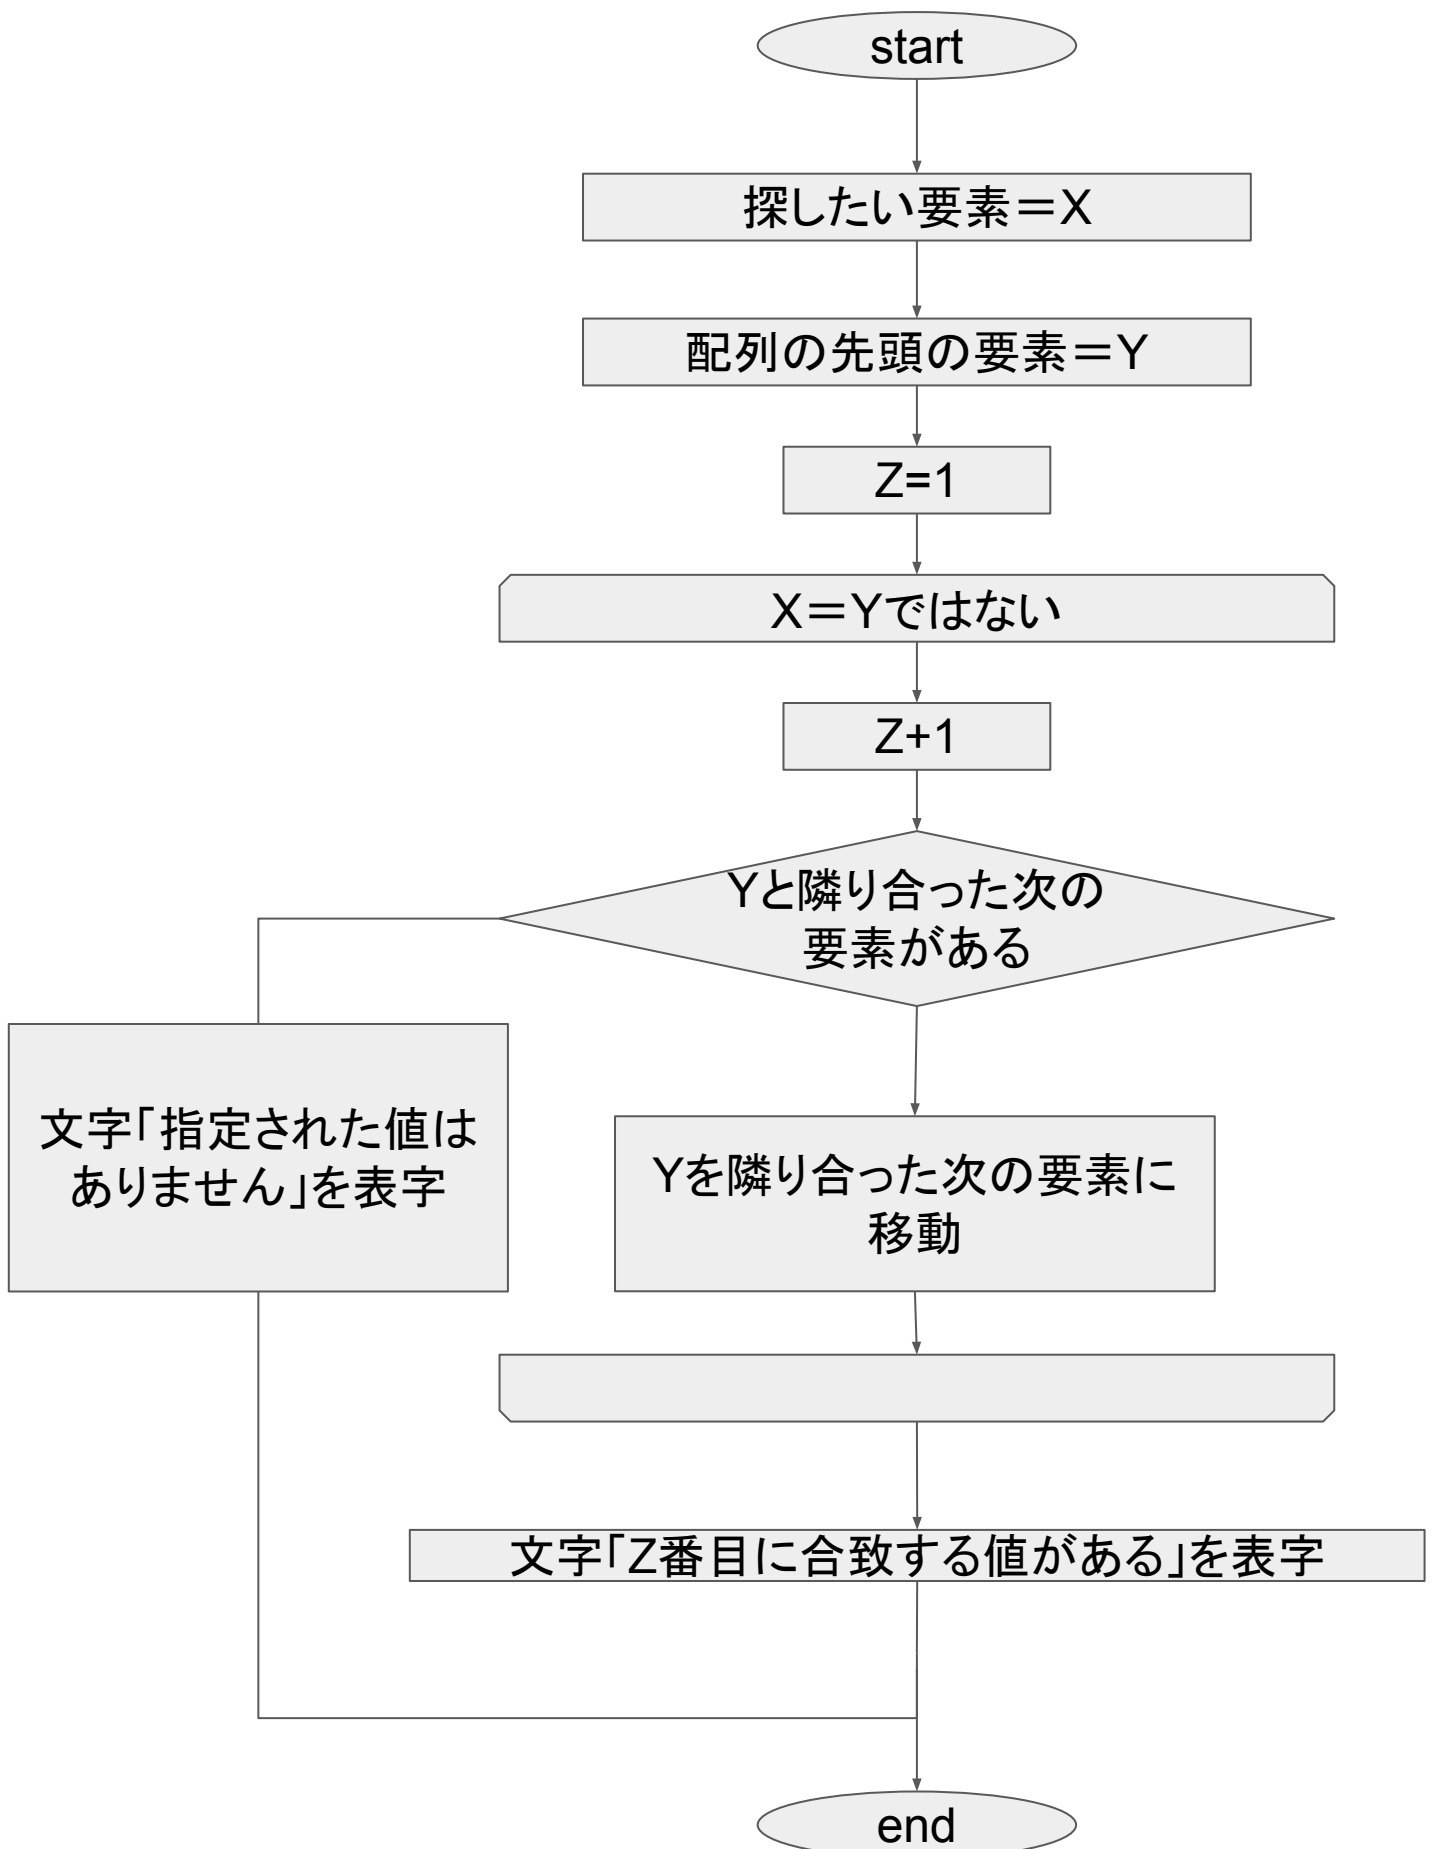 start
探したい要素＝X
配列の先頭の要素＝Y
Z=1
X＝Yではない
Z+1
Yと隣り合った次の
要素がある
文字「指定された値は
ありません」を表字
Yを隣り合った次の要素に
移動
文字「Z番目に合致する値がある」を表字
end